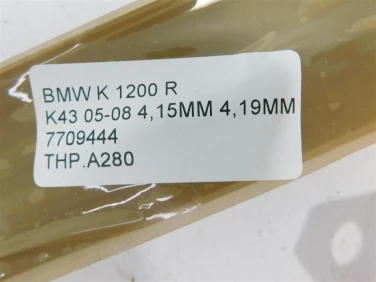 BMW K 1200 R
K43 05-08 4,15MM 4,19MM
7709444
THP.A280